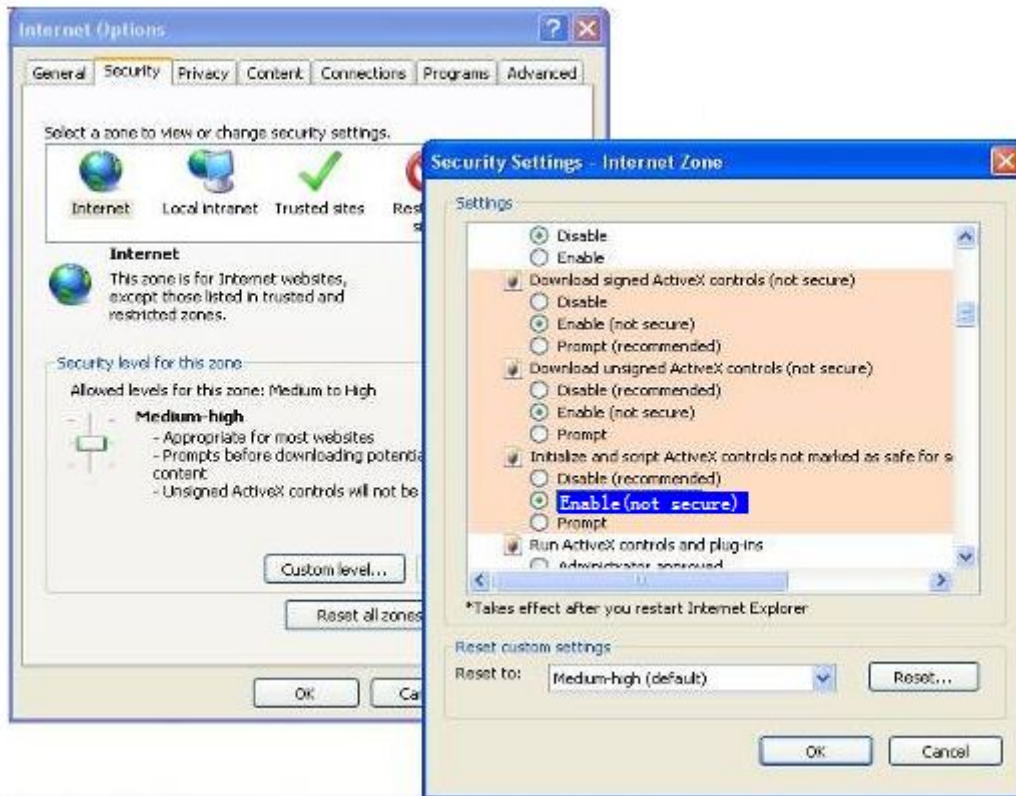 Internet Options
General Security Privacy Content Connections Programs Advanced
Select a zone to view or change security settings.
Internet Local intranet Trusted sites
Internet
This zone is for Internet websites,
except those listed in trusted and
restricted zones.
Security level for this zone
Allowed levels for this zone: Medium to High
Medium-high
- Appropriate for most websites
- Prompts before downloading
content
- Unsigned ActiveX controls will not be
Custom level...
Reset all zones
OK
Security Settings - Internet Zone
Settings
Disable
Enable
Download signed ActiveX controls (not secure)
Disable
Enable (not secure)
Prompt (recommended)
Download unsigned ActiveX controls (not secure)
Disable (recommended)
Enable (not secure)
Prompt
Initialize and script ActiveX controls not marked as safe for s
Disable (recommended)
Enable(not secure)
Prompt
Run ActiveX controls and plug-ins
Administrator approved
*Takes effect after you restart Internet Explorer
Reset custom settings
Reset to: Medium-high (default) Reset...
OK Cancel